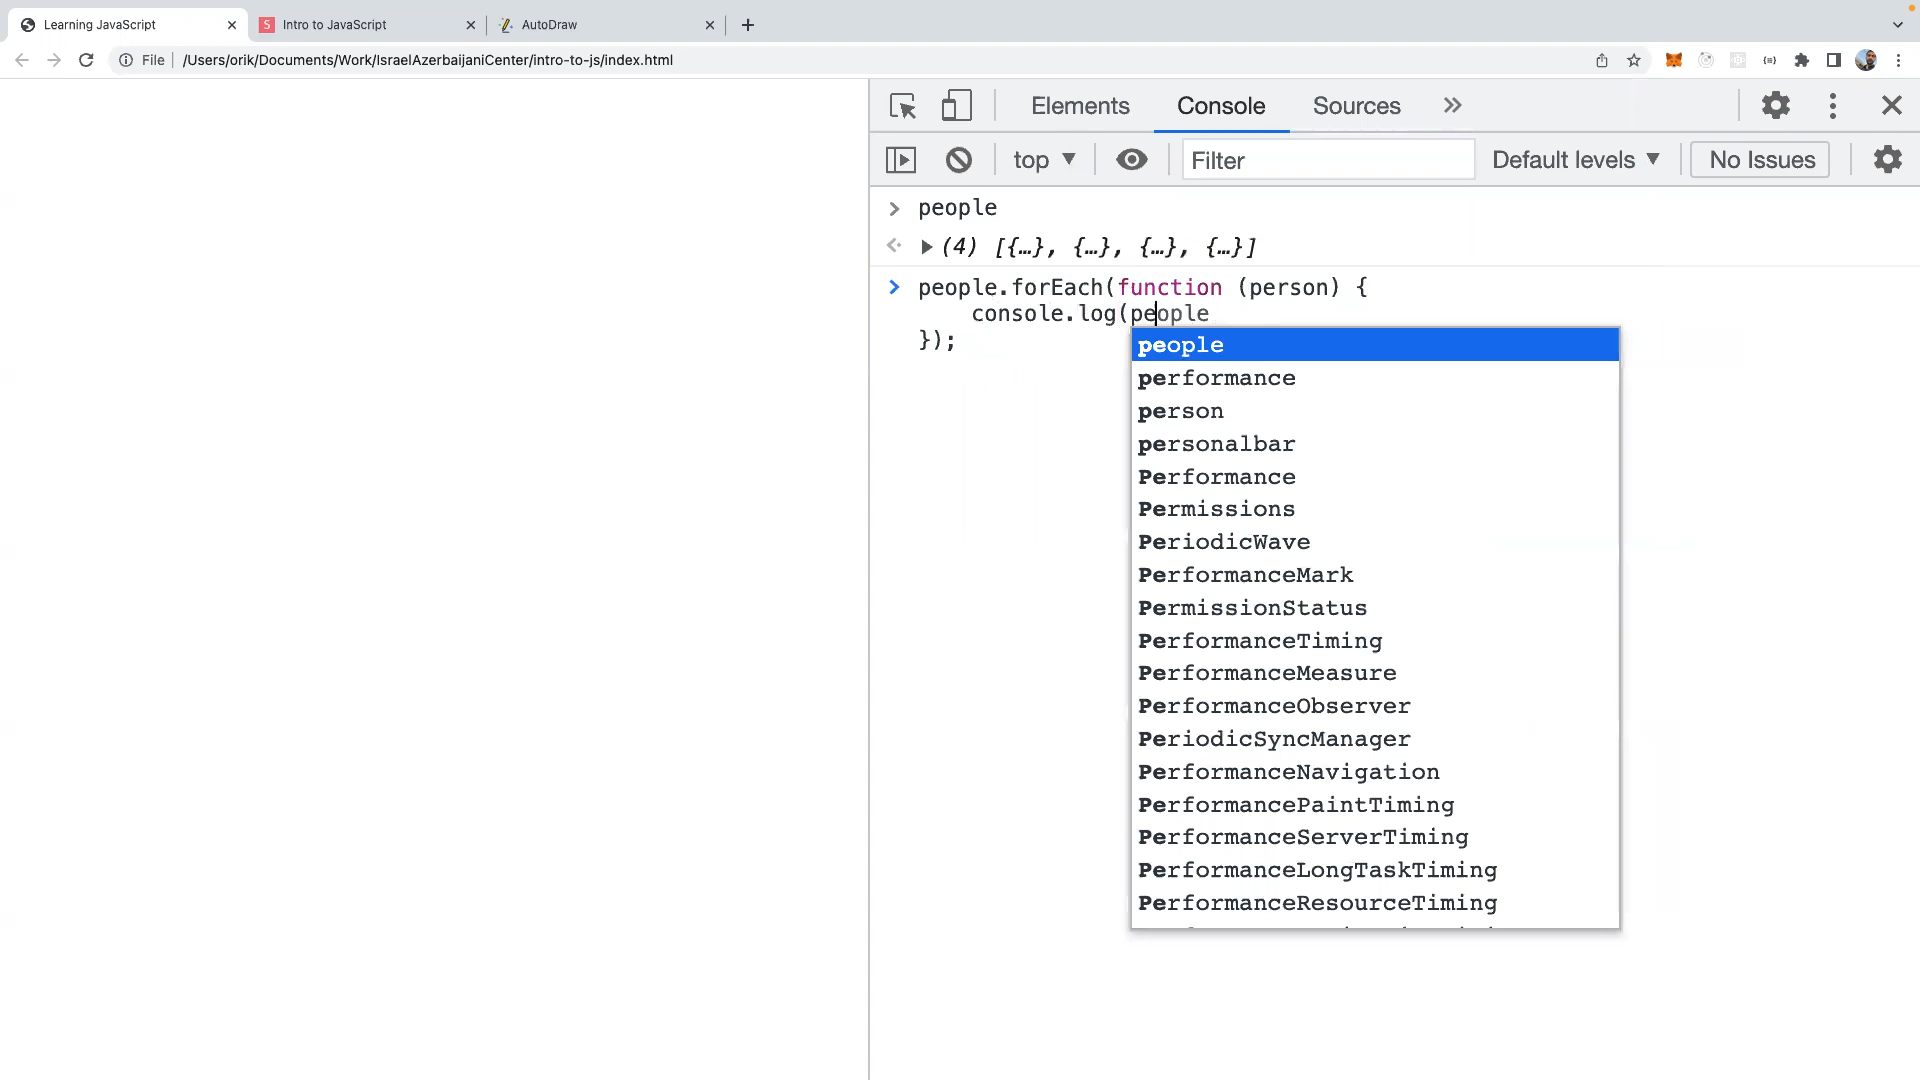 Learning JavaScript
S Intro to JavaScript
AutoDraw
File /Users/orik/Documents/Work/IsraelAzerbaijaniCenter/intro-to-js/index.html
Elements Console Sources
top Filter Default levels No Issues
people
(4) [{…}, {…}, {…}, {…}]
people.forEach(function (person) {
console.log(people
});
people
performance
person
personalbar
Performance
Permissions
PeriodicWave
PerformanceMark
PermissionStatus
PerformanceTiming
PerformanceMeasure
PerformanceObserver
PeriodicSyncManager
PerformanceNavigation
PerformancePaintTiming
PerformanceServerTiming
PerformanceLongTaskTiming
PerformanceResourceTiming